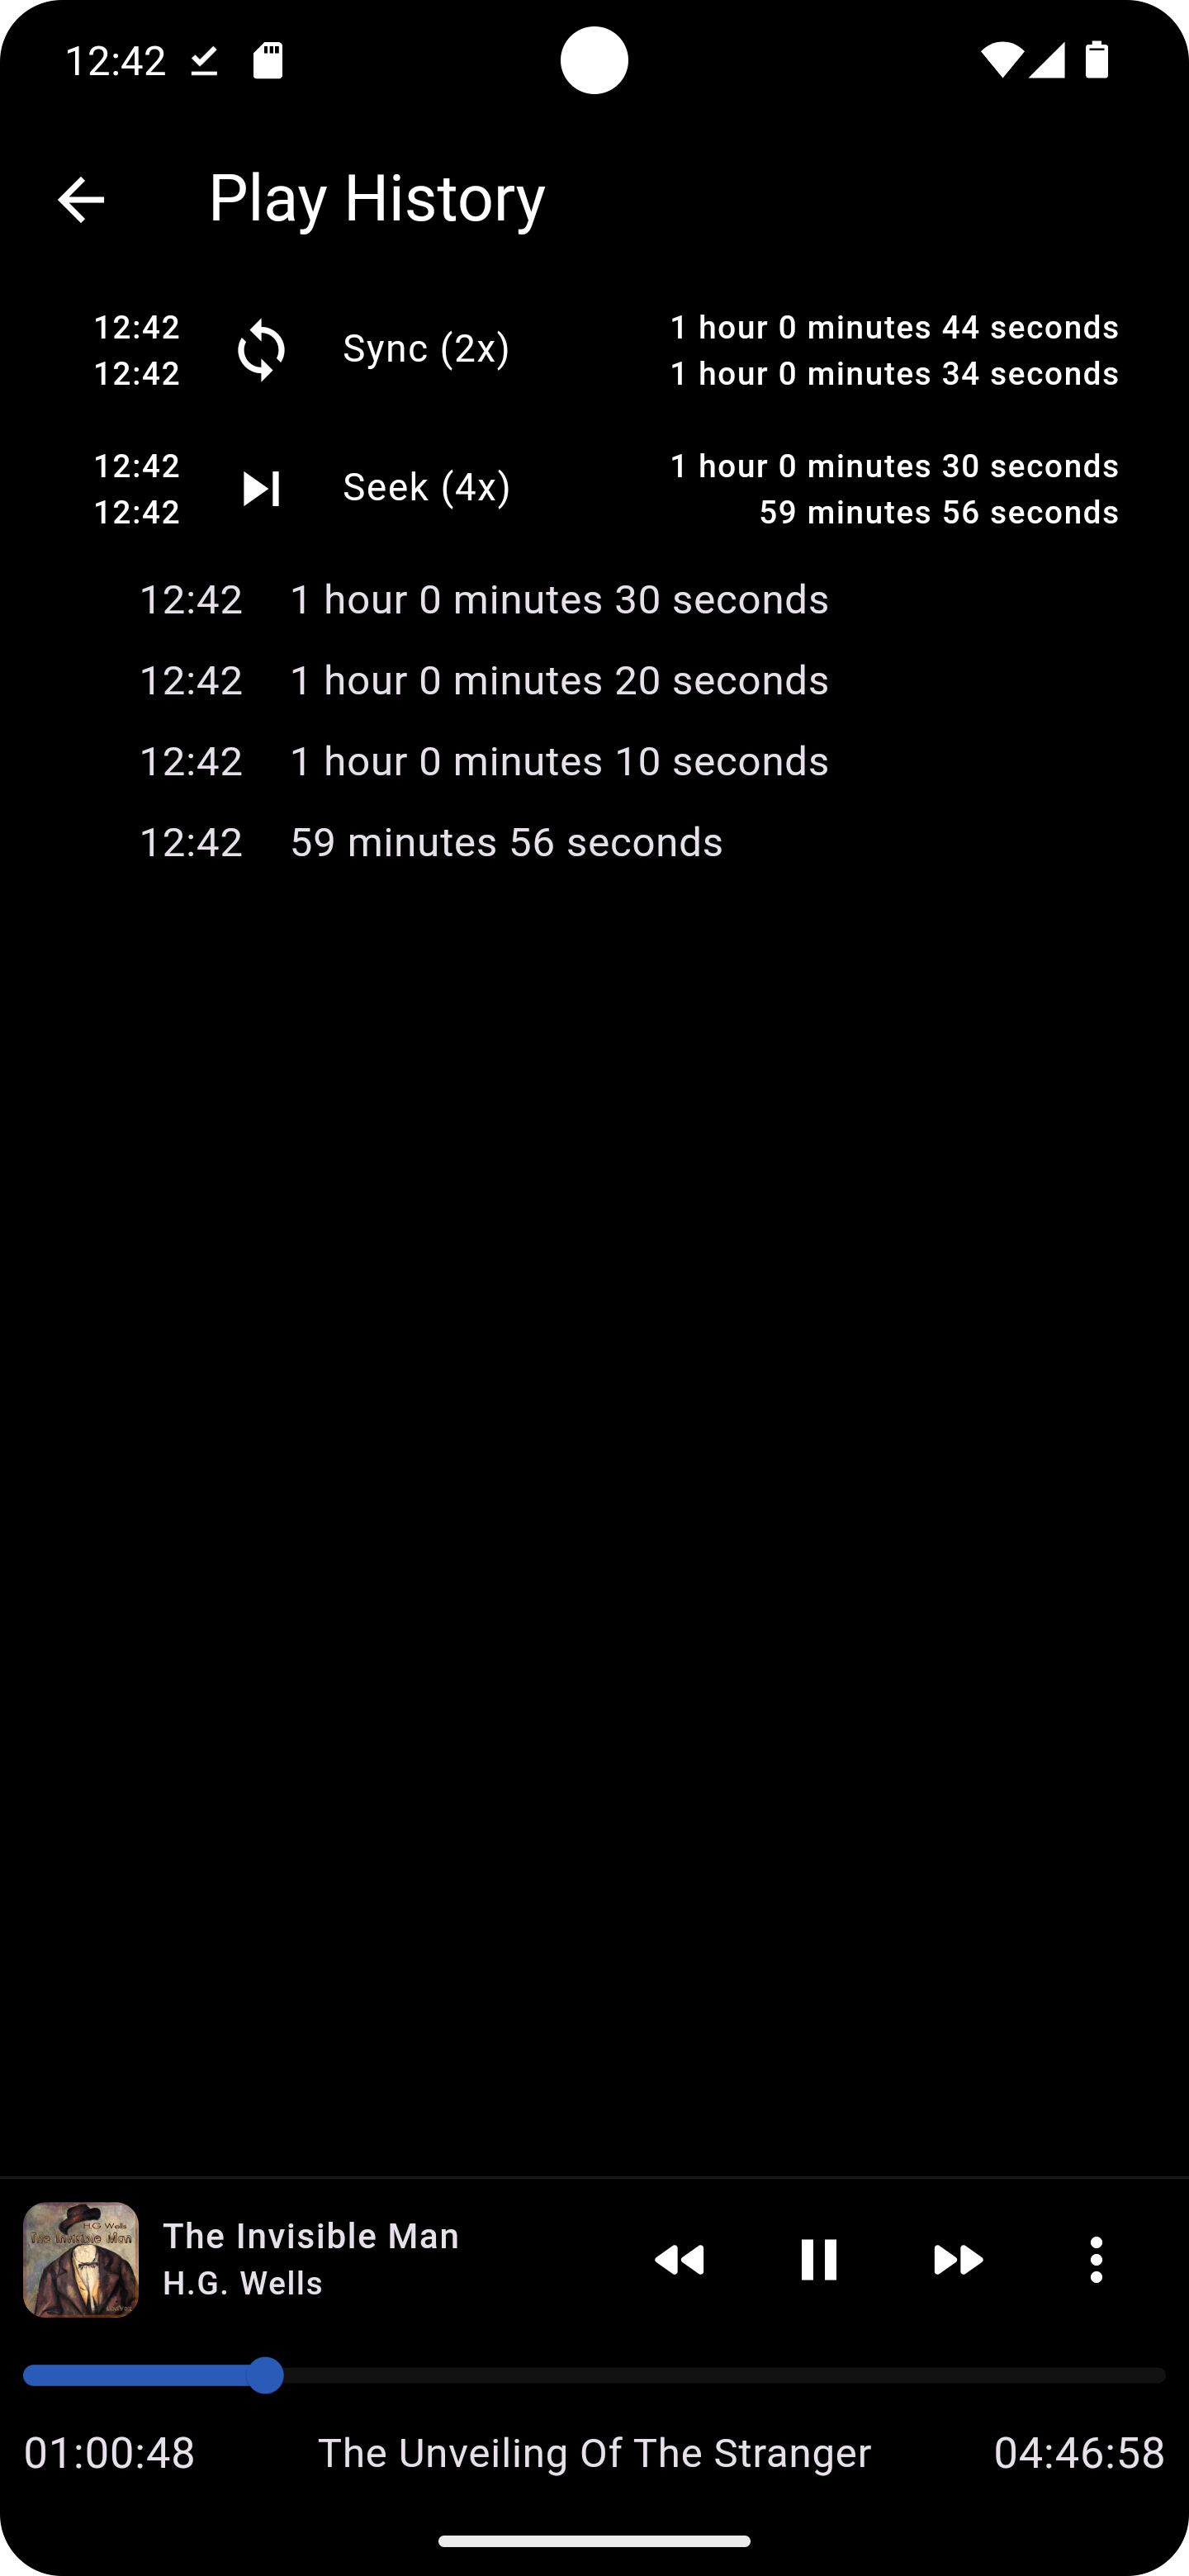 12:42
Play History
12:42 Sync (2x) 1 hour 0 minutes 44 seconds
12:42 1 hour 0 minutes 34 seconds
12:42 Seek (4x) 1 hour 0 minutes 30 seconds
12:42 59 minutes 56 seconds
12:42 1 hour 0 minutes 30 seconds
12:42 1 hour 0 minutes 20 seconds
12:42 1 hour 0 minutes 10 seconds
12:42 59 minutes 56 seconds
H.G. Wells
The Invisible Man
The Invisible Man
H.G. Wells
01:00:48 The Unveiling Of The Stranger 04:46:58